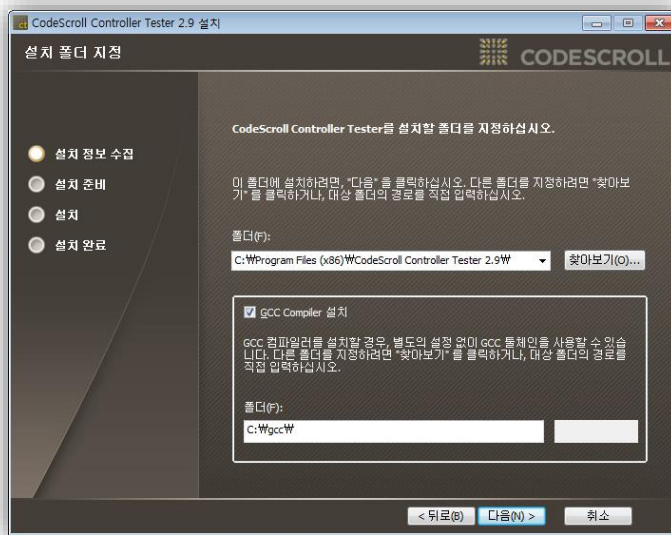 ct CodeScroll Controller Tester 2.9 설치
설치 폴더 지정
CODESCROLL
설치 정보 수집
설치 준비
설치
설치 완료
CodeScroll Controller Tester를 설치할 폴더를 지정하십시오.
이 폴더에 설치하려면, "다음" 을 클릭하십시오. 다른 폴더를 지정하려면 "찾아보
기" 를 클릭하거나, 대상 폴더의 경로를 직접 입력하십시오.
폴더(F):
C:₩Program Files (x86)₩CodeScroll Controller Tester 2.9₩
찾아보기(O)...
GCC Compiler 설치
GCC 컴파일러를 설치할 경우, 별도의 설정 없이 GCC 툴체인을 사용할 수 있습
니다. 다른 폴더를 지정하려면 "찾아보기" 를 클릭하거나, 대상 폴더의 경로를
직접 입력하십시오.
폴더(F):
C:₩gcc₩
< 뒤로(B)
다음(N) >
취소